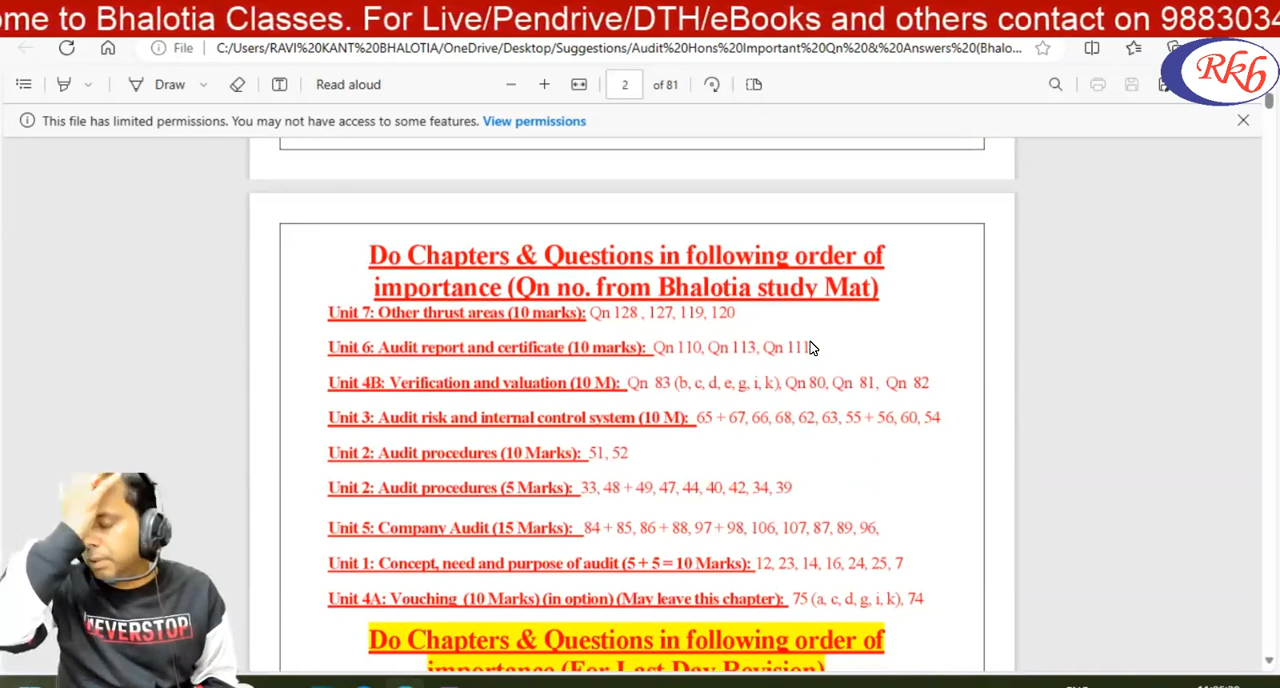 ome to Bhalotia Classes. For Live/Pendrive/DTH/eBooks and others contact on 9883034
File C:/Users/RAVI%20KANT%20BHALOTIA/OneDrive/Desktop/Suggestions/Audit%20Hons%20Important%20Qn%20&%20Answers%20(Bhalo...
Draw Read aloud 2 of 81
Rkb
This file has limited permissions. You may not have access to some features. View permissions
Do Chapters & Questions in following order of
importance (Qn no. from Bhalotia study Mat)
Unit 7: Other thrust areas (10 marks): Qn 128 , 127, 119, 120
Unit 6: Audit report and certificate (10 marks): Qn 110, Qn 113, Qn 111
Unit 4B: Verification and valuation (10 M): Qn 83 (b, c, d, e, g, i, k), Qn 80, Qn 81, Qn 82
Unit 3: Audit risk and internal control system (10 M): 65 + 67, 66, 68, 62, 63, 55 + 56, 60, 54
Unit 2: Audit procedures (10 Marks): 51, 52
Unit 2: Audit procedures (5 Marks): 33, 48 + 49, 47, 44, 40, 42, 34, 39
Unit 5: Company Audit (15 Marks): 84 + 85, 86 + 88, 97 + 98, 106, 107, 87, 89, 96,
Unit 1: Concept, need and purpose of audit (5 + 5 = 10 Marks): 12, 23, 14, 16, 24, 25, 7
Unit 4A: Vouching (10 Marks) (in option) (May leave this chapter): 75 (a, c, d, g, i, k), 74
Do Chapters & Questions in following order of
importance (For Last Day Revision)
NEVERSTOP